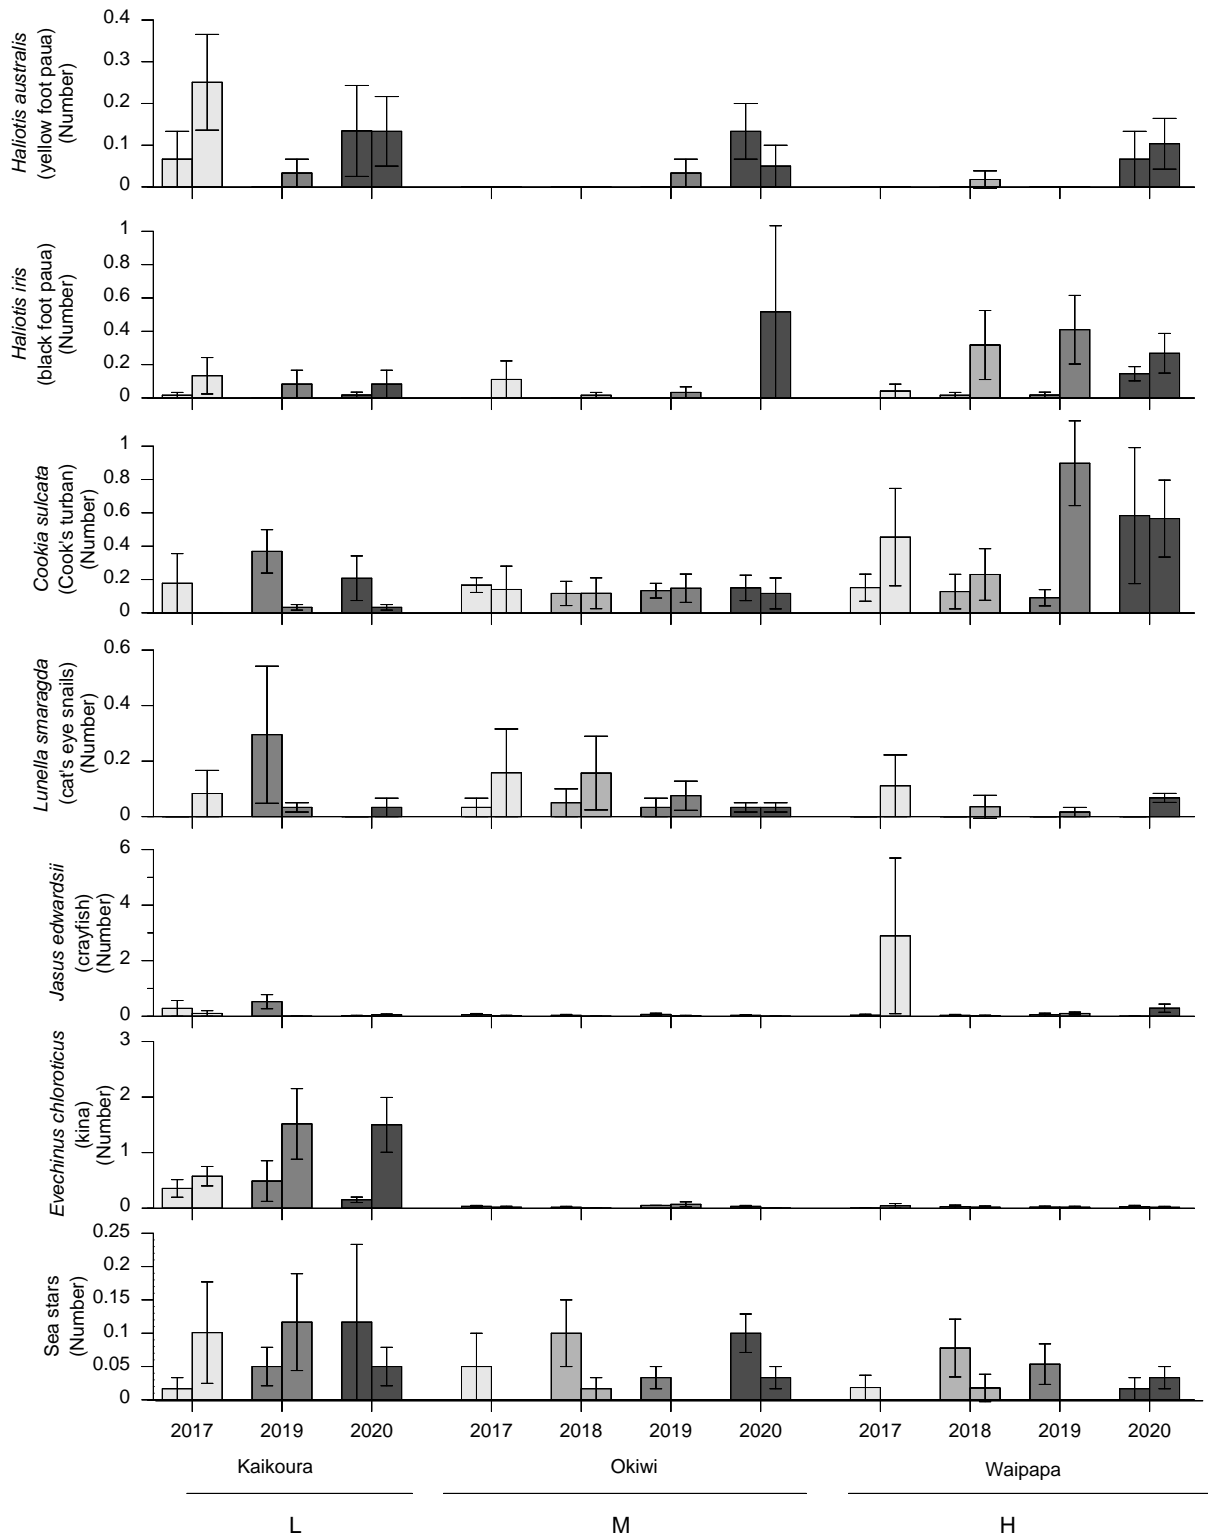 Haliotis australis
(yellow foot paua)
(Number)
0.4
0.3
0.2
0.1
0
Haliotis iris
(black foot paua)
(Number)
1
0.8
0.6
0.4
0.2
0
Cookia sulcata
(Cook's turban)
(Number)
1
0.8
0.6
0.4
0.2
0
Lunella smaragda
(cat's eye snails)
(Number)
0.6
0.4
0.2
0
Jasus edwardsii
(crayfish)
(Number)
6
4
2
0
Evechinus chloroticus
(kina)
(Number)
3
2
1
0
Sea stars
(Number)
0.25
0.2
0.15
0.1
0.05
0
2017 2019 2020 2017 2018 2019 2020 2017 2018 2019 2020
Kaikoura Okiwi Waipapa
L M H